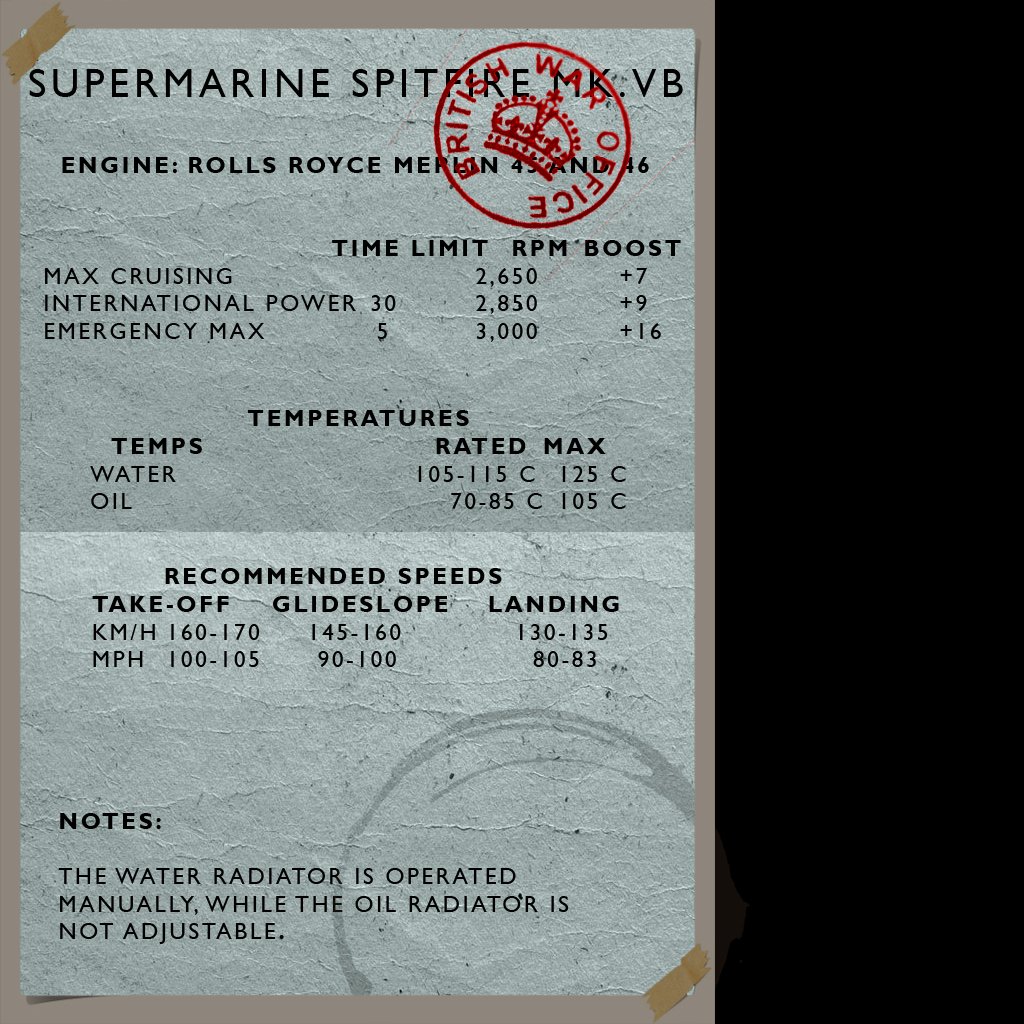 SUPERMARINE SPITFIRE MK.VB
BRITISH WAR OFFICE
ENGINE: ROLLS ROYCE MERLIN 45 AND 46
TIME LIMIT RPM BOOST
MAX CRUISING 2,650 +7
INTERNATIONAL POWER 30 2,850 +9
EMERGENCY MAX 5 3,000 +16
TEMPERATURES
TEMPS RATED MAX
WATER 105-115 C 125 C
OIL 70-85 C 105 C
RECOMMENDED SPEEDS
TAKE-OFF GLIDESLOPE LANDING
KM/H 160-170 145-160 130-135
MPH 100-105 90-100 80-83
NOTES:
THE WATER RADIATOR IS OPERATED
MANUALLY, WHILE THE OIL RADIATOR IS
NOT ADJUSTABLE.